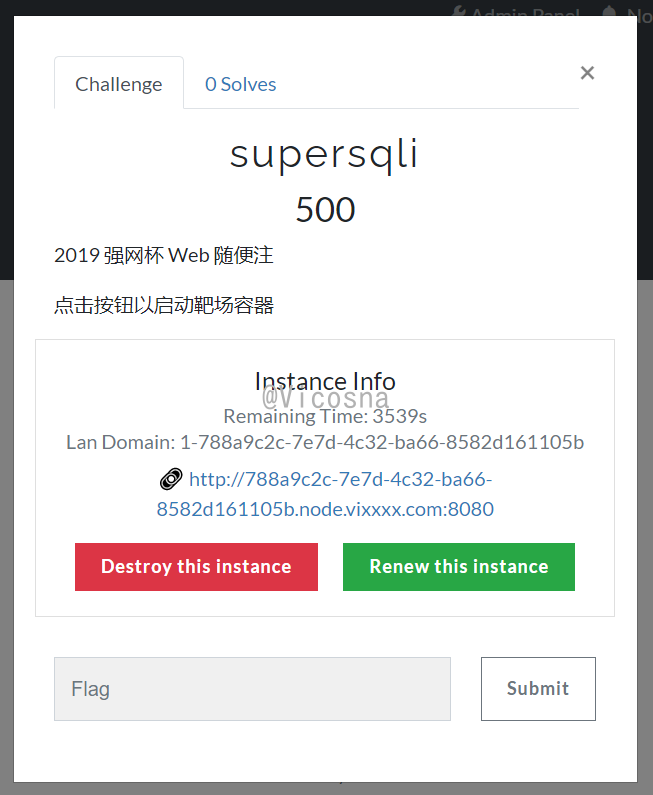 Admin Panel
No
Challenge
0 Solves
×
supersqli
500
2019 强网杯 Web 随便注
点击按钮以启动靶场容器
Instance Info
@Vicosna
Remaining Time: 3539s
Lan Domain: 1-788a9c2c-7e7d-4c32-ba66-8582d161105b
http://788a9c2c-7e7d-4c32-ba66-
8582d161105b.node.vixxxx.com:8080
Destroy this instance
Renew this instance
Flag
Submit